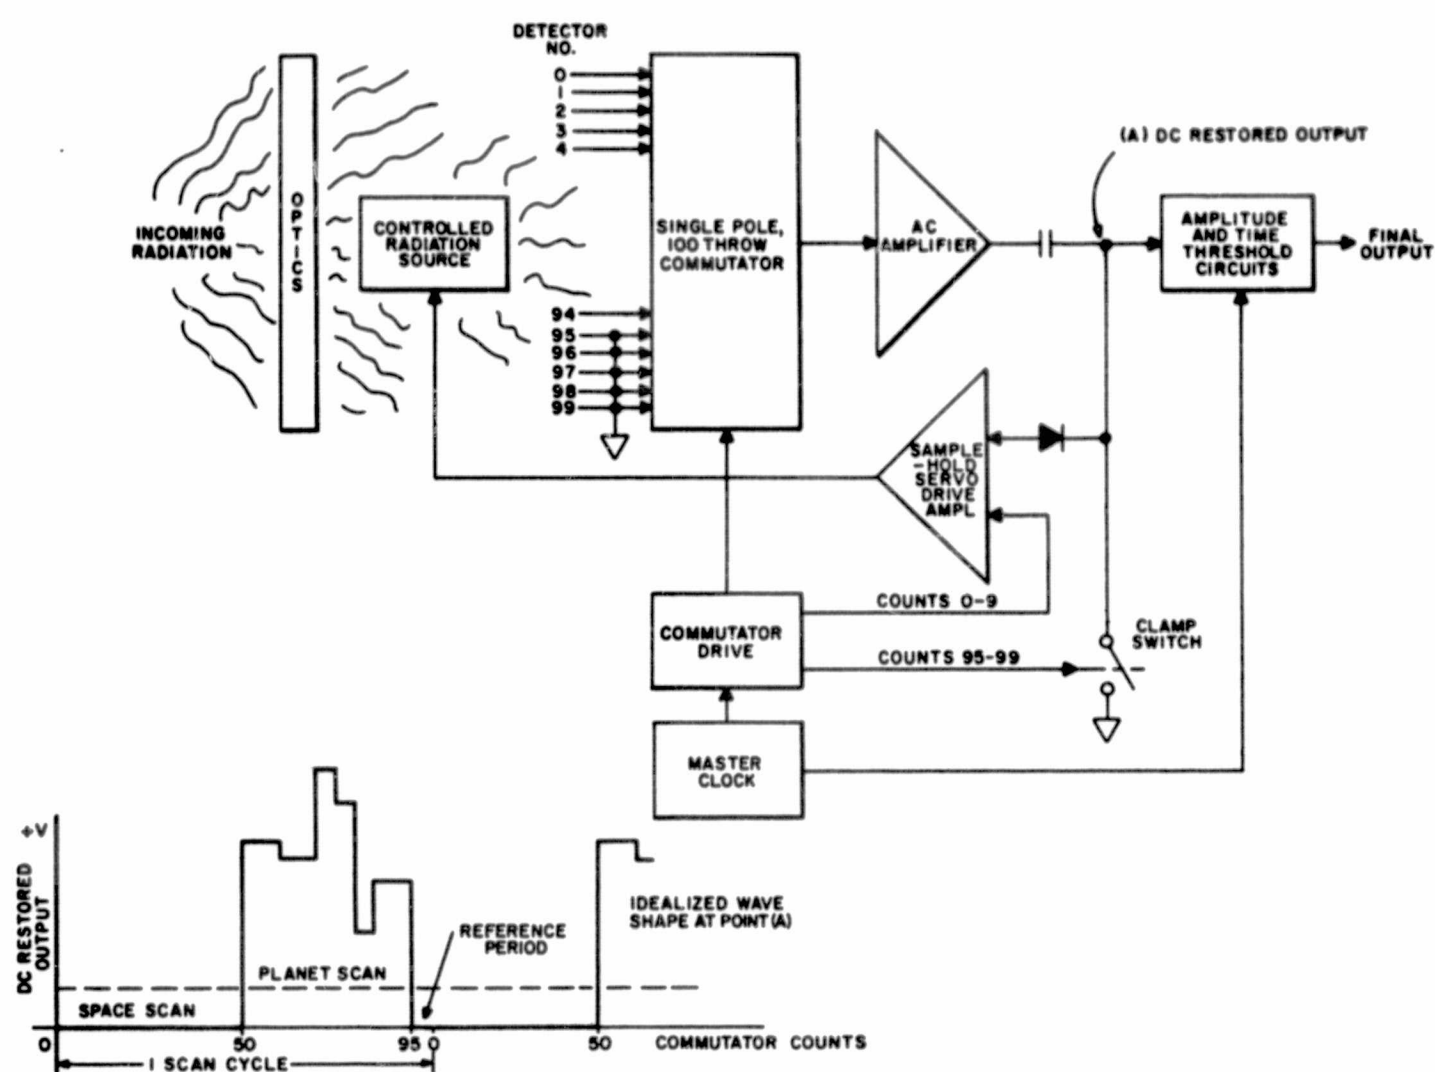 DETECTOR
NO.
0
1
2
3
4
94
95
96
97
98
99
INCOMING
RADIATION
OPTICS
CONTROLLED
RADIATION
SOURCE
SINGLE POLE,
100 THROW
COMMUTATOR
AC
AMPLIFIER
(A) DC RESTORED OUTPUT
AMPLITUDE
AND TIME
THRESHOLD
CIRCUITS
FINAL
OUTPUT
SAMPLE
-HOLD
SERVO
DRIVE
AMPL
COUNTS 0-9
COMMUTATOR
DRIVE
COUNTS 95-99
CLAMP
SWITCH
MASTER
CLOCK
+V
DC RESTORED
OUTPUT
IDEALIZED WAVE
SHAPE AT POINT(A)
REFERENCE
PERIOD
PLANET SCAN
SPACE SCAN
0
50
95
0
50
COMMUTATOR COUNTS
1 SCAN CYCLE